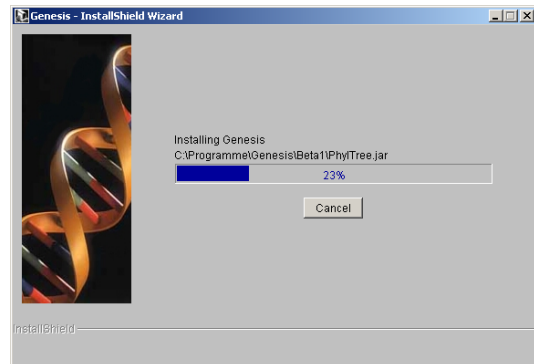 Genesis - InstallShield Wizard
Installing Genesis
C:\Programme\Genesis\Beta1\PhylTree.jar
23%
Cancel
InstallShield